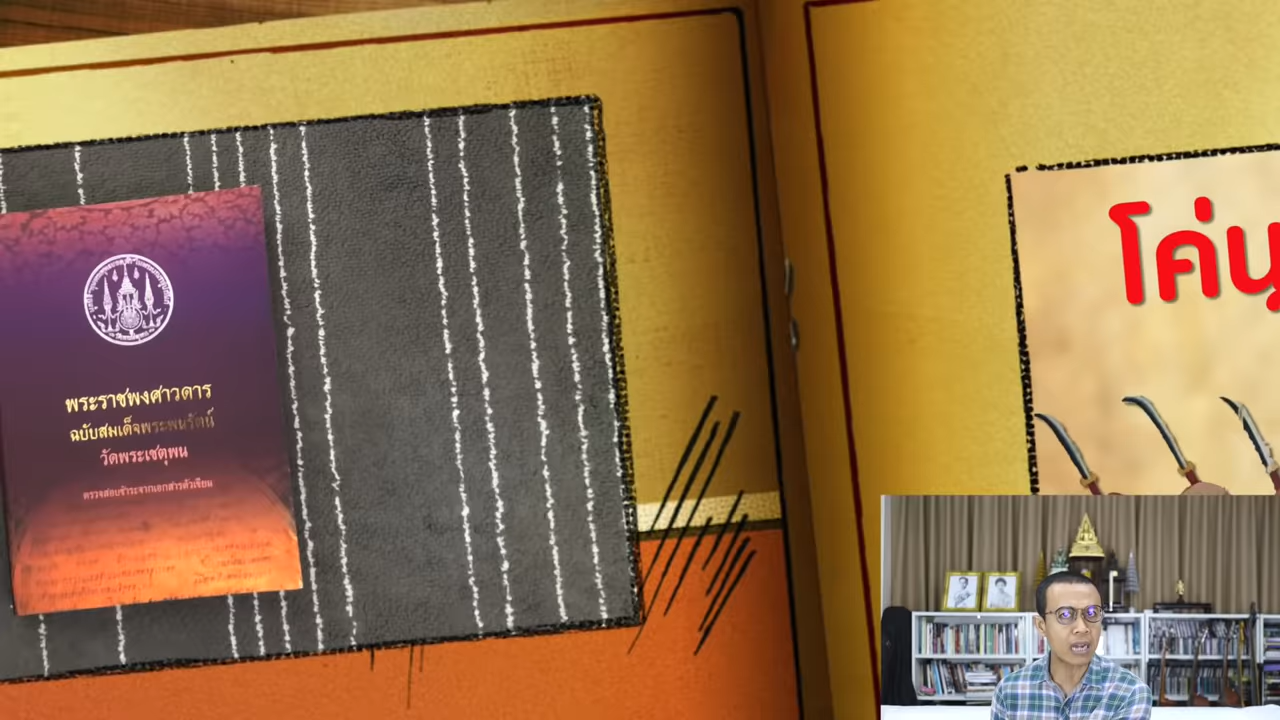 พระราชพงศาวดาร
ฉบับสมเด็จพระพนรัตน์
วัดพระเชตุพน
ตรวจสอบชำระจากเอกสารตัวเขียน
โค่น